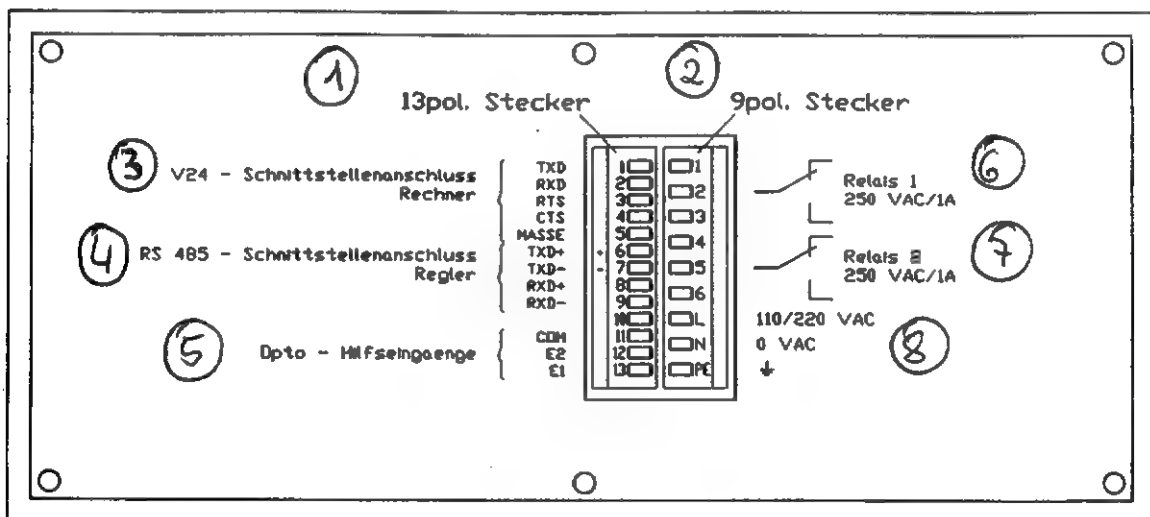 1
2
13pol. Stecker
9pol. Stecker
3
V24 - Schnittstellenanschluss
Rechner
TXD
RXD
RTS
CTS
MASSE
4
RS 485 - Schnittstellenanschluss
Regler
TXD+
TXD-
RXD+
RXD-
5
Opto - Hilfseingaenge
COM
E2
E1
+
-
1
2
3
4
5
6
7
8
9
10
11
12
13
1
2
3
4
5
6
L
N
PE
Relais 1
250 VAC/1A
6
Relais 2
250 VAC/1A
7
110/220 VAC
0 VAC
8